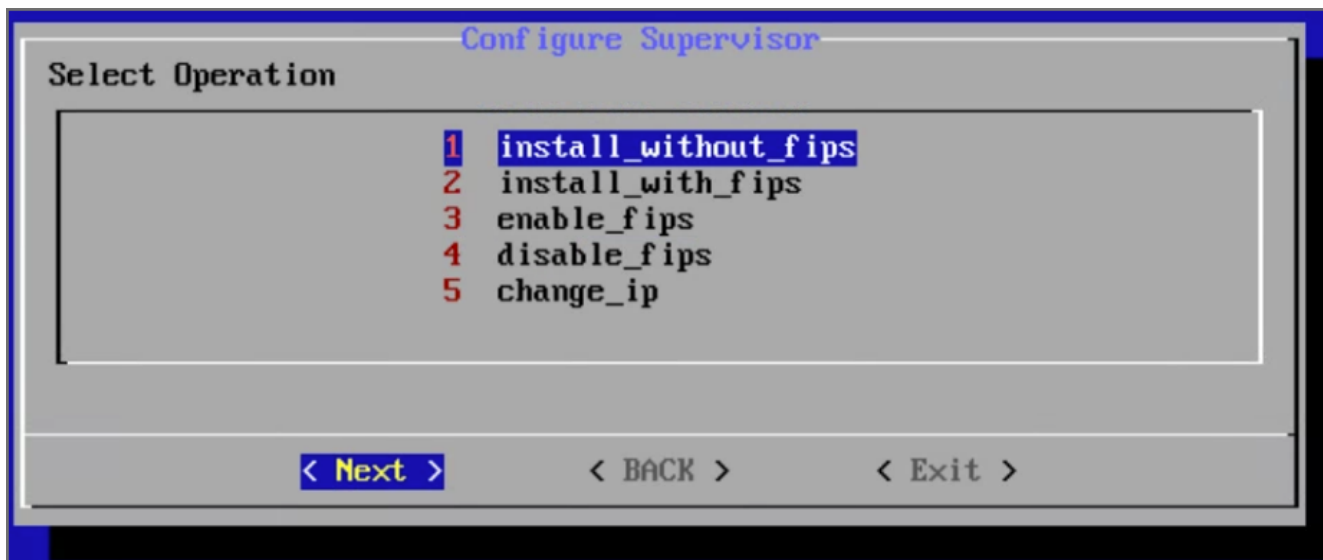 Configure Supervisor
Select Operation
1 install_without_fips
2 install_with_fips
3 enable_fips
4 disable_fips
5 change_ip
< Next > < BACK > < Exit >